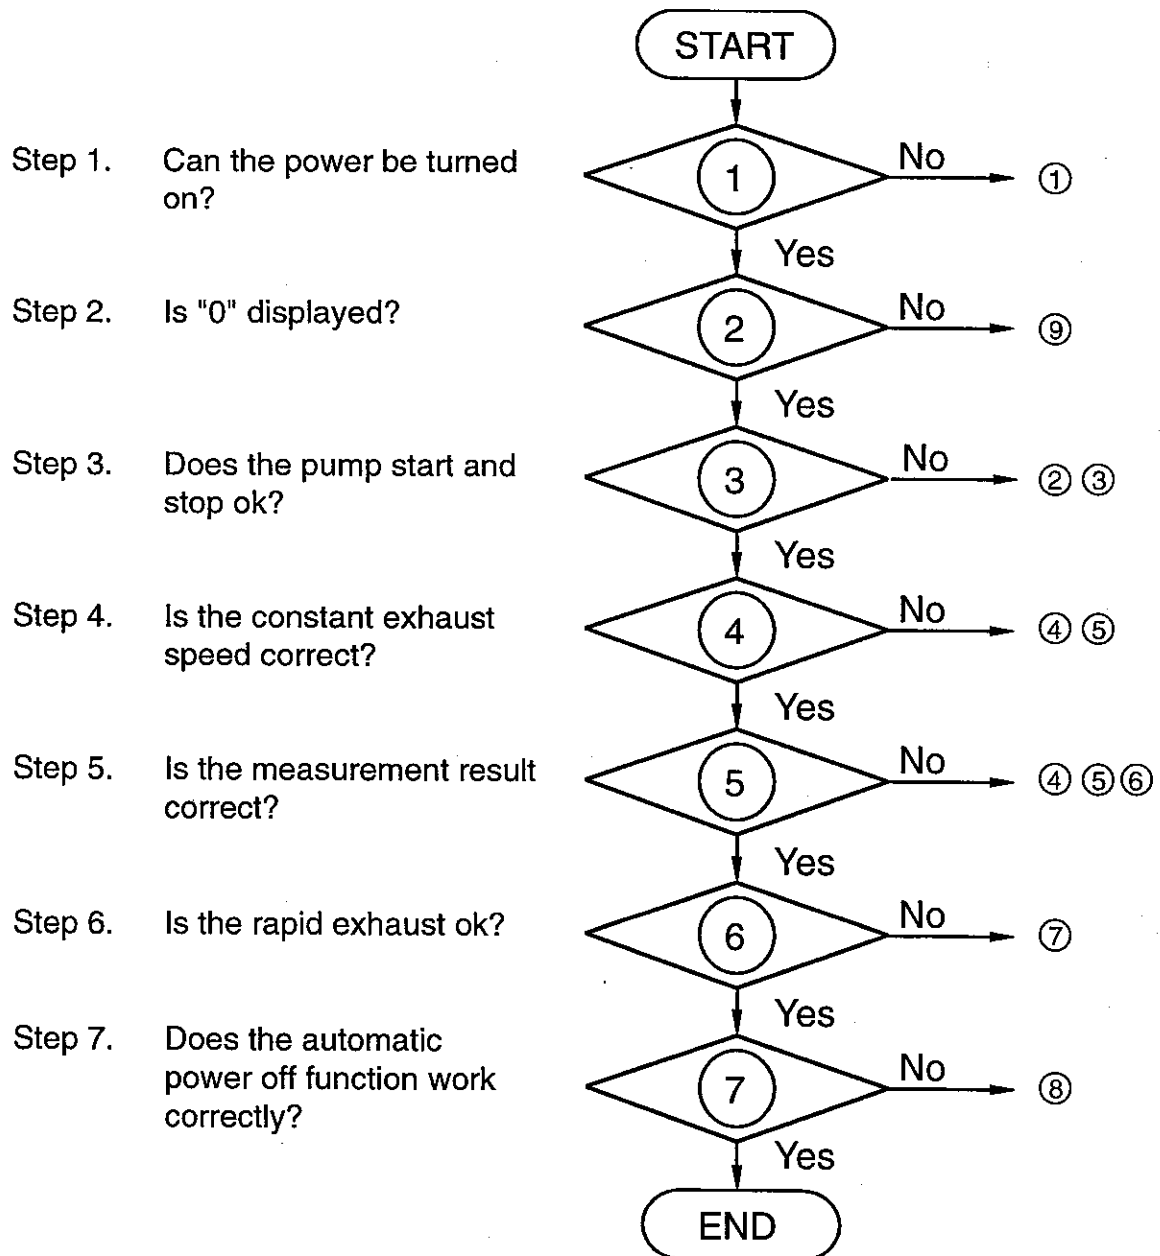 START
Step 1. Can the power be turned
on?
1
No
①
Yes
Step 2. Is "0" displayed?
2
No
⑨
Yes
Step 3. Does the pump start and
stop ok?
3
No
② ③
Yes
Step 4. Is the constant exhaust
speed correct?
4
No
④ ⑤
Yes
Step 5. Is the measurement result
correct?
5
No
④ ⑤ ⑥
Yes
Step 6. Is the rapid exhaust ok?
6
No
⑦
Yes
Step 7. Does the automatic
power off function work
correctly?
7
No
⑧
Yes
END